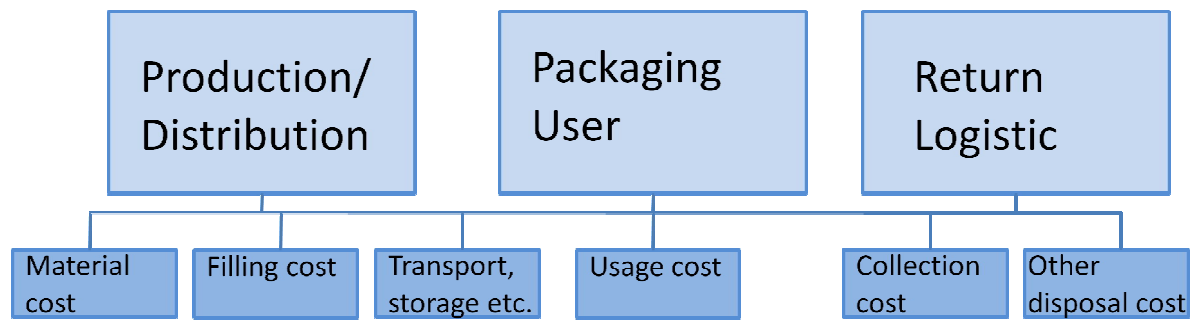 Production/
Distribution
Packaging
User
Return
Logistic
Material
cost
Filling cost
Transport,
storage etc.
Usage cost
Collection
cost
Other
disposal cost